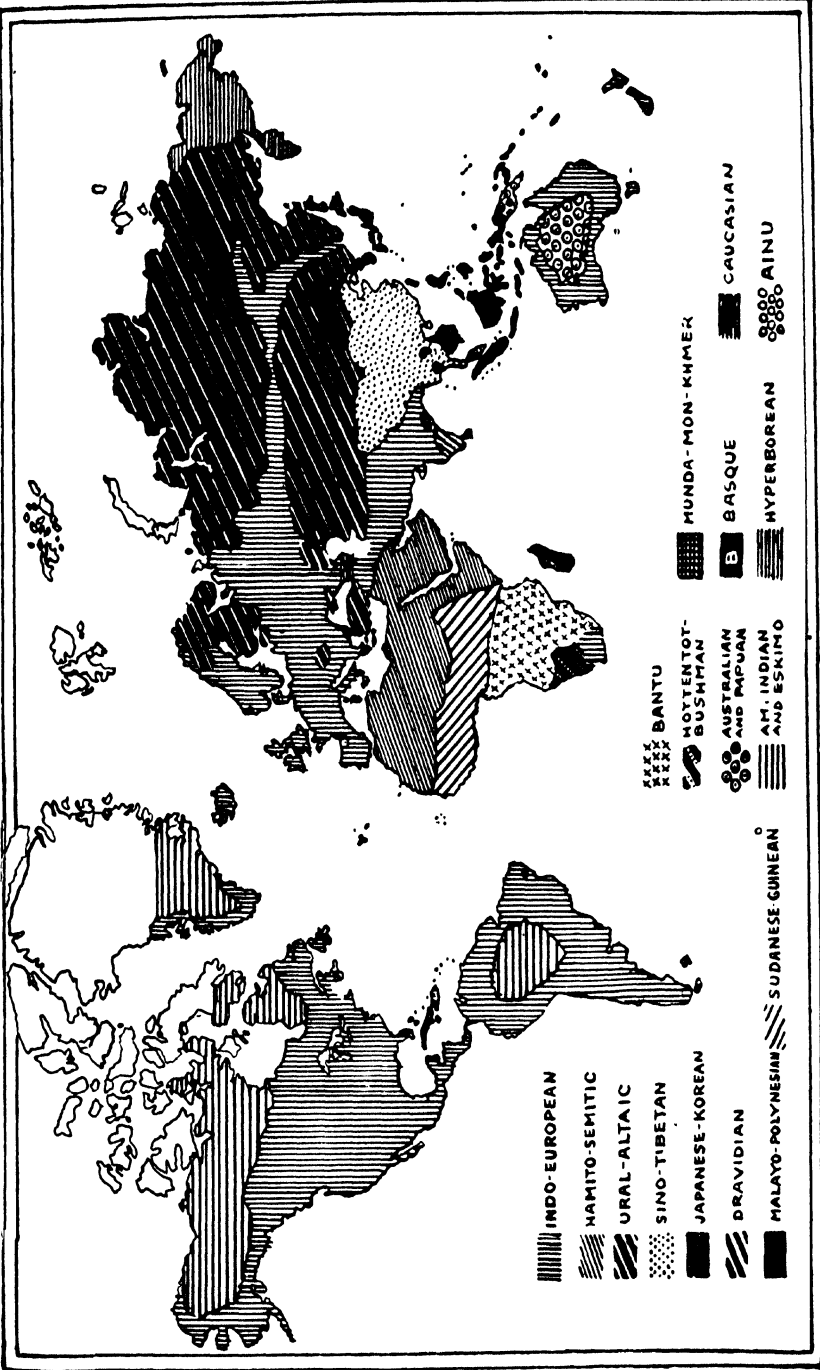 INDO-EUROPEAN
HAMITO-SEMITIC
URAL-ALTAIC
SINO-TIBETAN
JAPANESE-KOREAN
DRAVIDIAN
MALAYO-POLYNESIAN
SUDANESE-GUINEAN
BANTU
HOTTENTOT-
BUSHMAN
AUSTRALIAN
AND PAPUAN
AM. INDIAN
AND ESKIMO
MUNDA-MON-KHMER
B BASQUE
HYPERBOREAN
CAUCASIAN
AINU